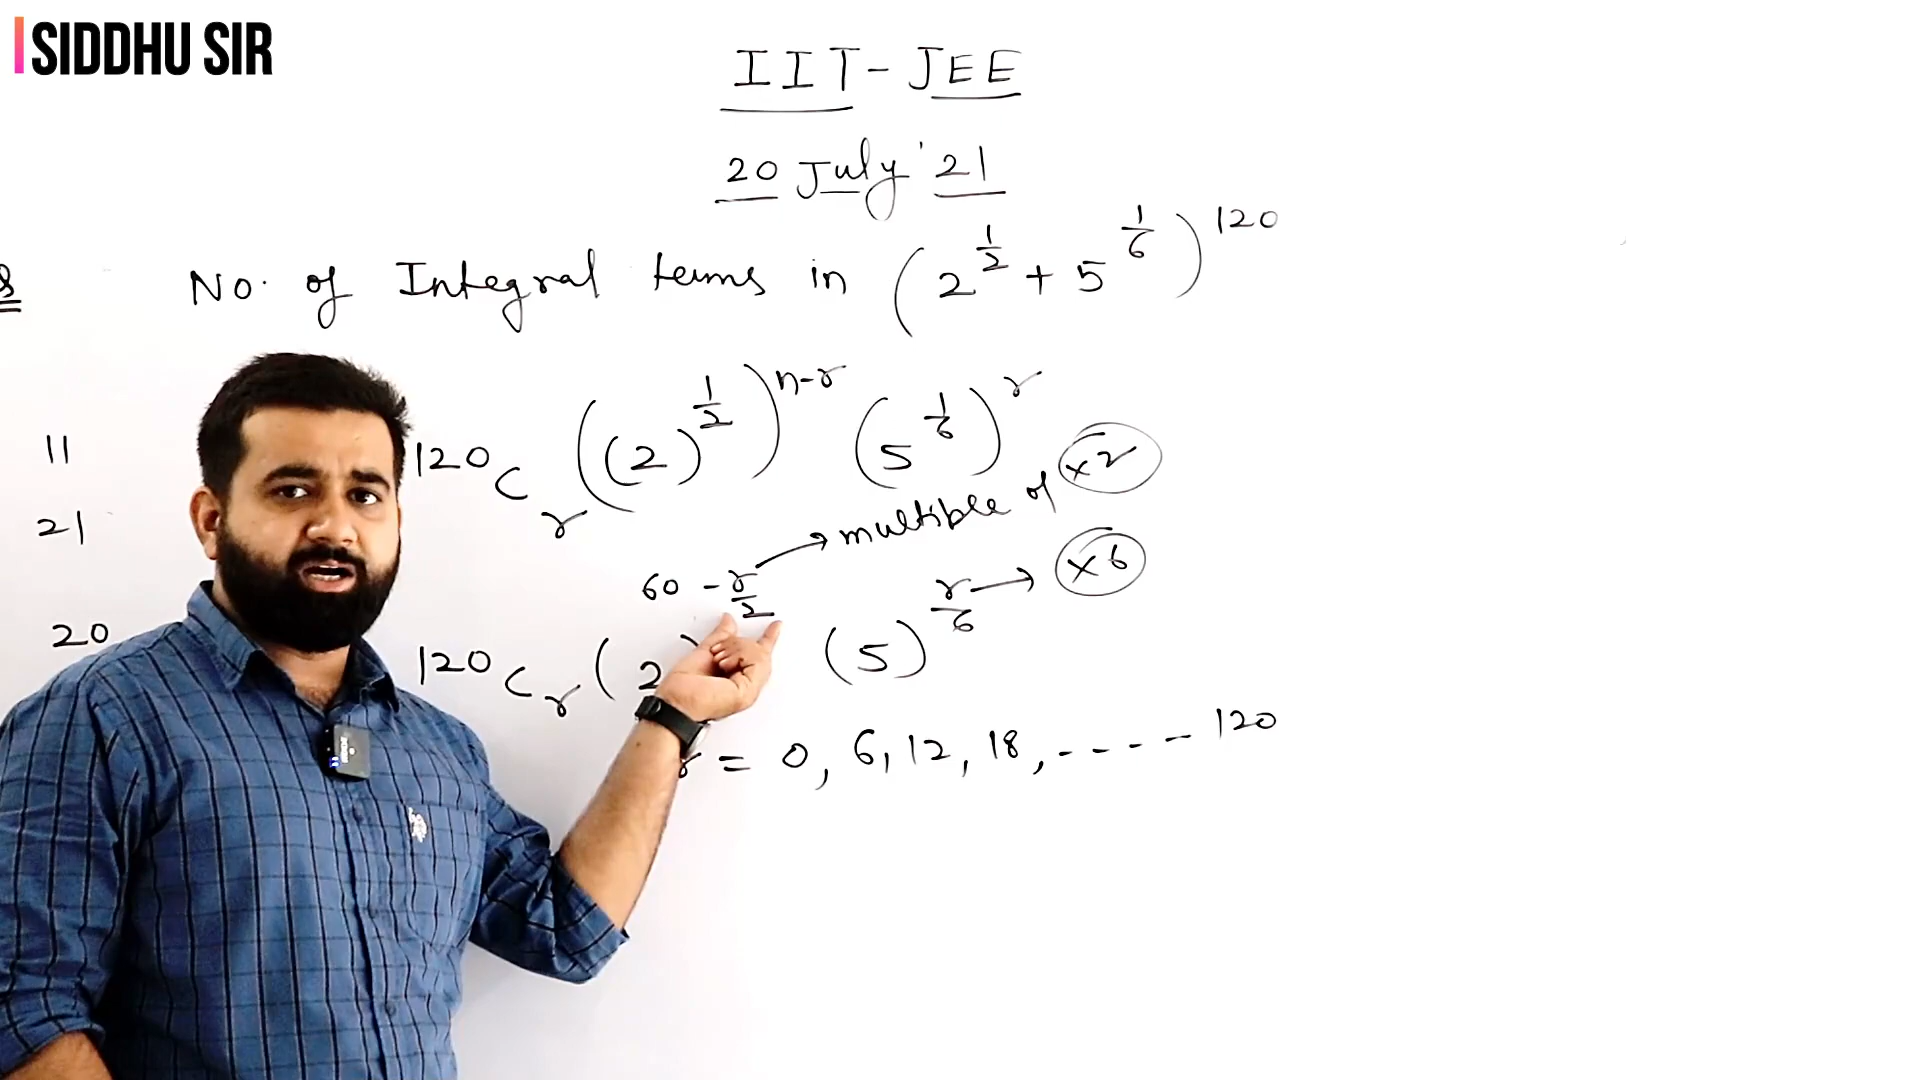 SIDDHU SIR
IIT-JEE
20 July '21
No. of Integral terms in (2^(1/2) + 5^(1/6))^120
11
21
20
120Cr ((2)^(1/2))^(n-r) (5^(1/6))^r
multible of ×2
60 - r/2
r/6 → ×6
120Cr (2 (5)
r = 0, 6, 12, 18, ---- 120